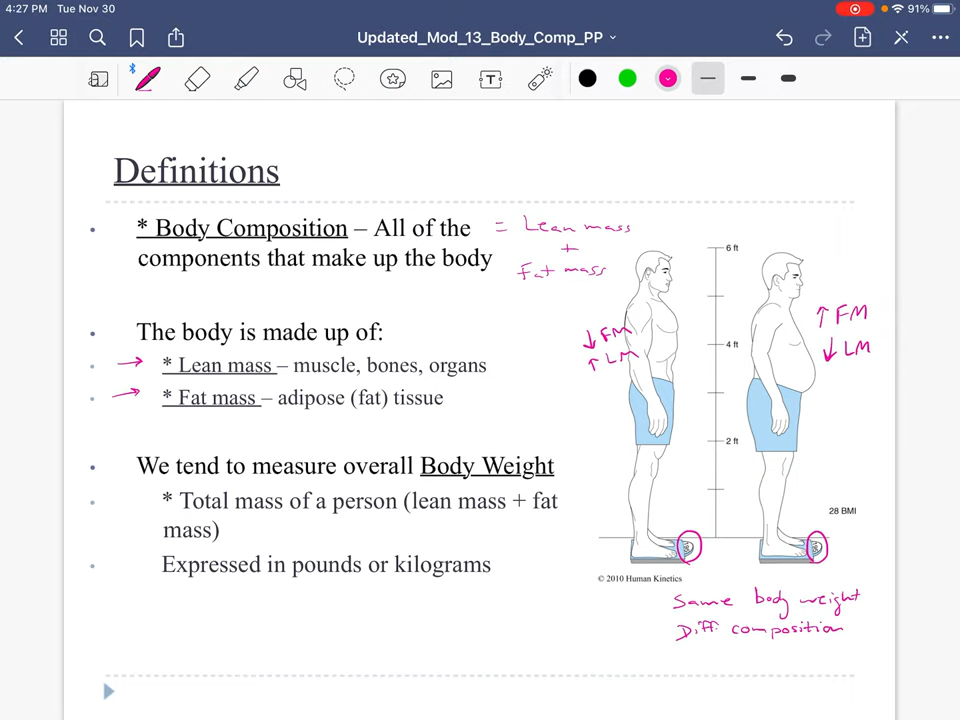 4:27 PM Tue Nov 30
91%
Updated_Mod_13_Body_Comp_PP
T
Definitions
* Body Composition – All of the = Lean mass
+
components that make up the body Fat mass
6 ft
The body is made up of:
↑ FM
↓ FM
4 ft
↓ LM
↑ LM
→ * Lean mass – muscle, bones, organs
→ * Fat mass – adipose (fat) tissue
2 ft
We tend to measure overall Body Weight
* Total mass of a person (lean mass + fat
mass)
28 BMI
Expressed in pounds or kilograms
© 2010 Human Kinetics
Same body weight
Diff. composition